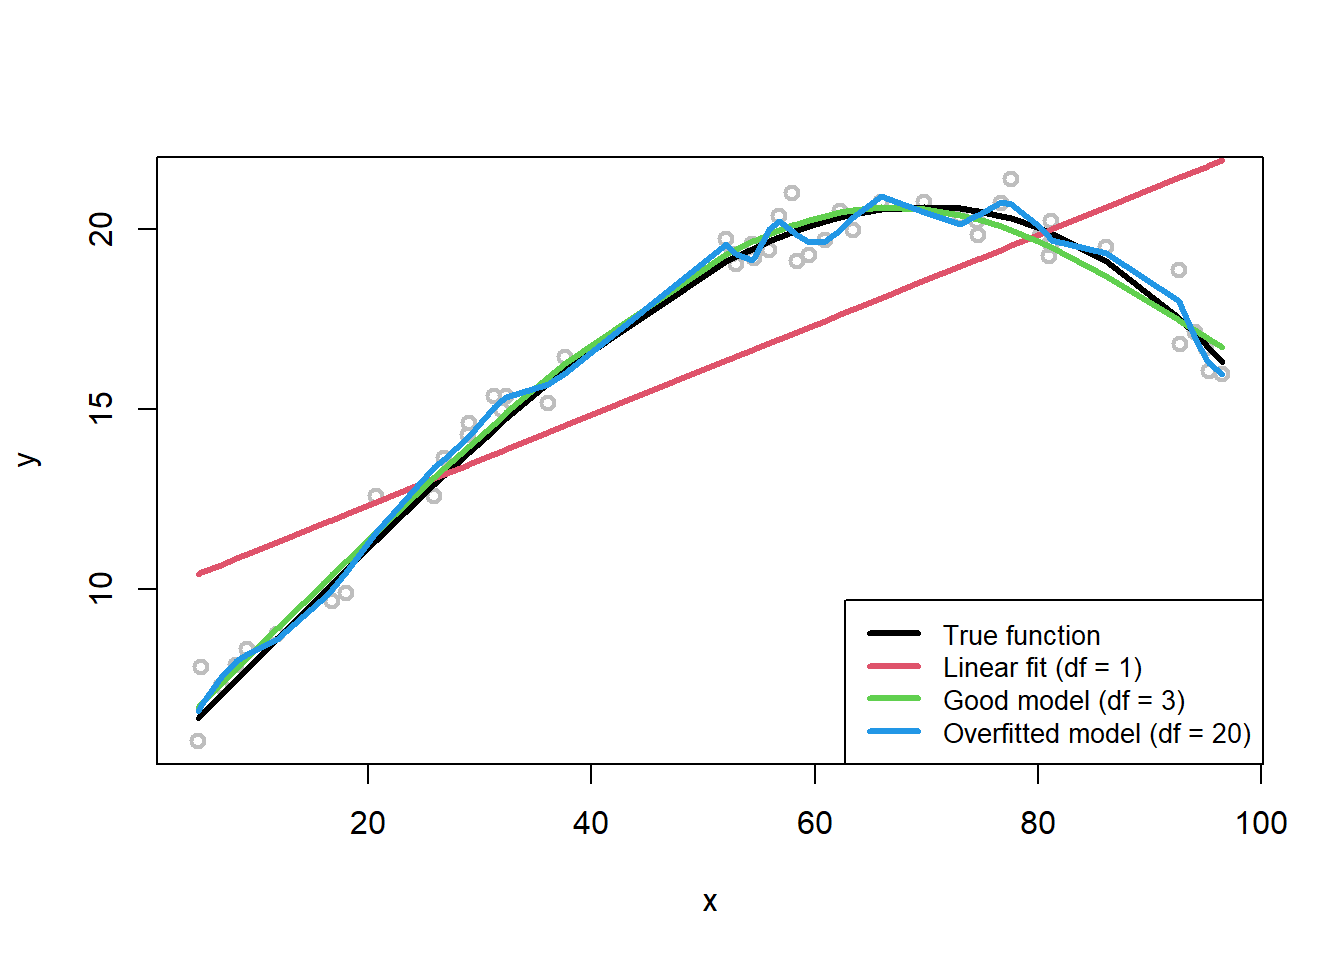 20
15
10
y
True function
Linear fit (df = 1)
Good model (df = 3)
Overfitted model (df = 20)
20 40 60 80 100
x